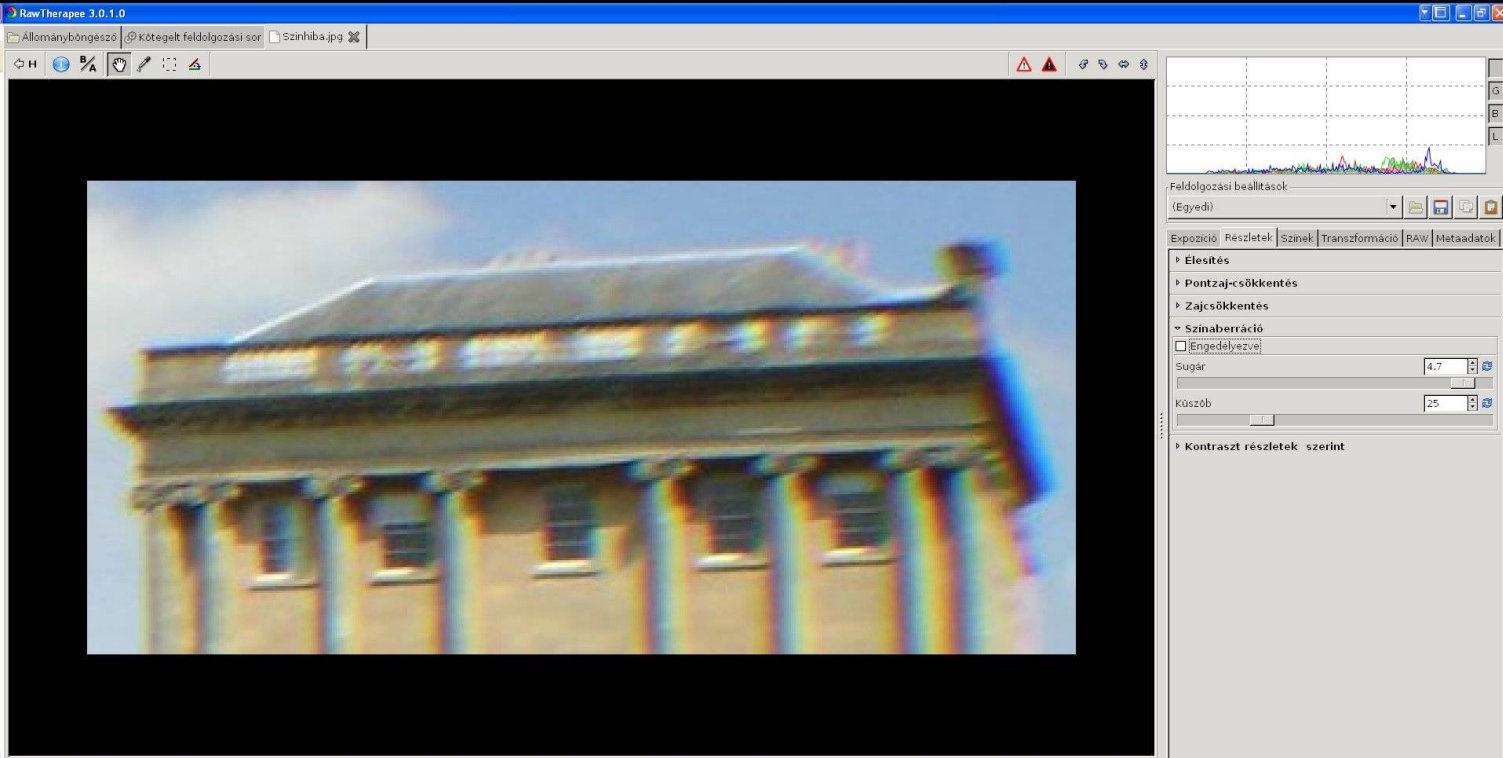 RawTherapee 3.0.1.0
Állományböngésző
Kötegelt feldolgozási sor
Szinhiba.jpg
H
B/A
G
B
L
Feldolgozási beállítások
(Egyedi)
Expozíció
Részletek
Színek
Transzformáció
RAW
Metaadatok
Élesítés
Pontzaj-csökkentés
Zajcsökkentés
Színaberráció
Engedélyezve
Sugár 4.7
Küszöb 25
Kontraszt részletek szerint